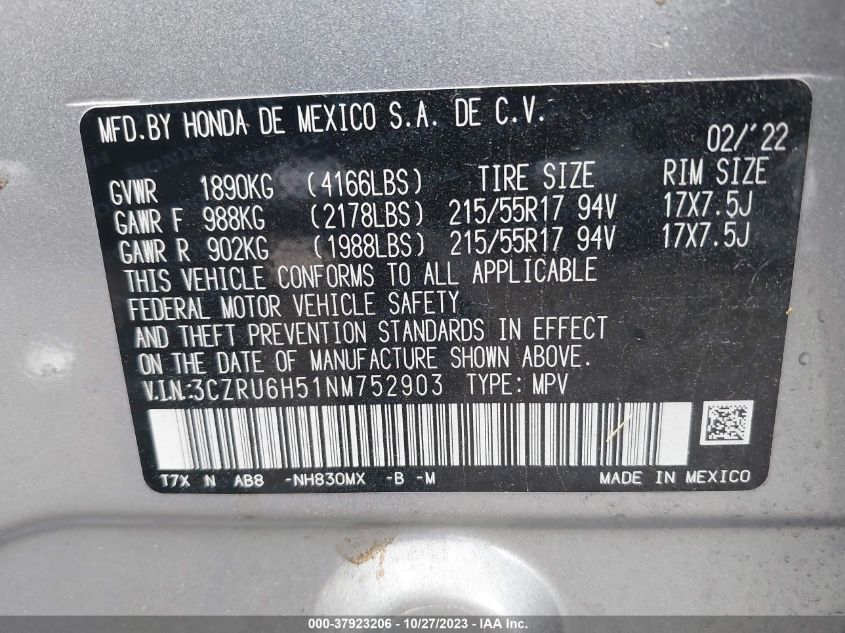 MFD.BY HONDA DE MEXICO S.A. DE C.V.
02/'22
GVWR 1890KG (4166LBS) TIRE SIZE RIM SIZE
GAWR F 988KG (2178LBS) 215/55R17 94V 17X7.5J
GAWR R 902KG (1988LBS) 215/55R17 94V 17X7.5J
THIS VEHICLE CONFORMS TO ALL APPLICABLE
FEDERAL MOTOR VEHICLE SAFETY
AND THEFT PREVENTION STANDARDS IN EFFECT
ON THE DATE OF MANUFACTURE SHOWN ABOVE.
V.I.N:3CZRU6H51NM752903 TYPE: MPV
T7X N AB8 -NH830MX -B -M MADE IN MEXICO
000-37923206 - 10/27/2023 - IAA Inc.